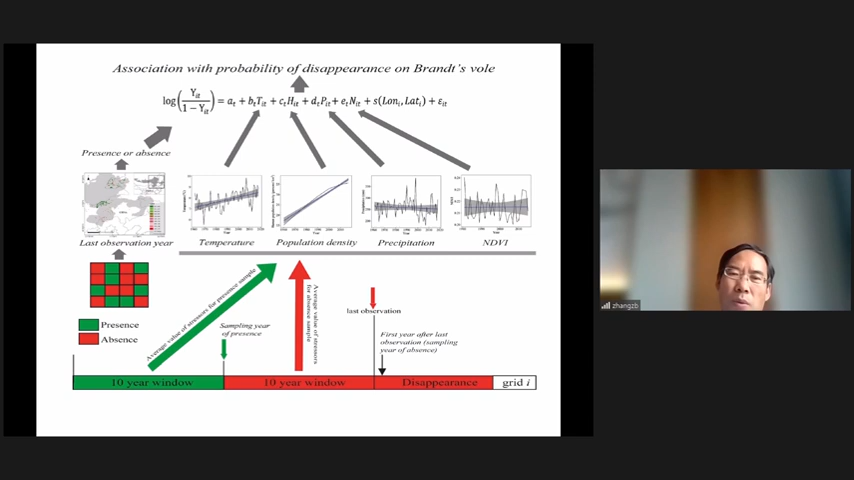 Association with probability of disappearance on Brandt's vole
log(Yit/1 − Yit) = at + btTit + ctHit + dtPit + etNit + s(Loni, Lati) + εit
Presence or absence
Last observation year
Temperature
Population density
Precipitation
NDVI
Presence
Absence
Average value of stressors for presence sample
Sampling year
of presence
Average value of stressors
for absence sample
last observation
First year after last
observation (sampling
year of absence)
10 year window
10 year window
Disappearance
grid i
zhangzb